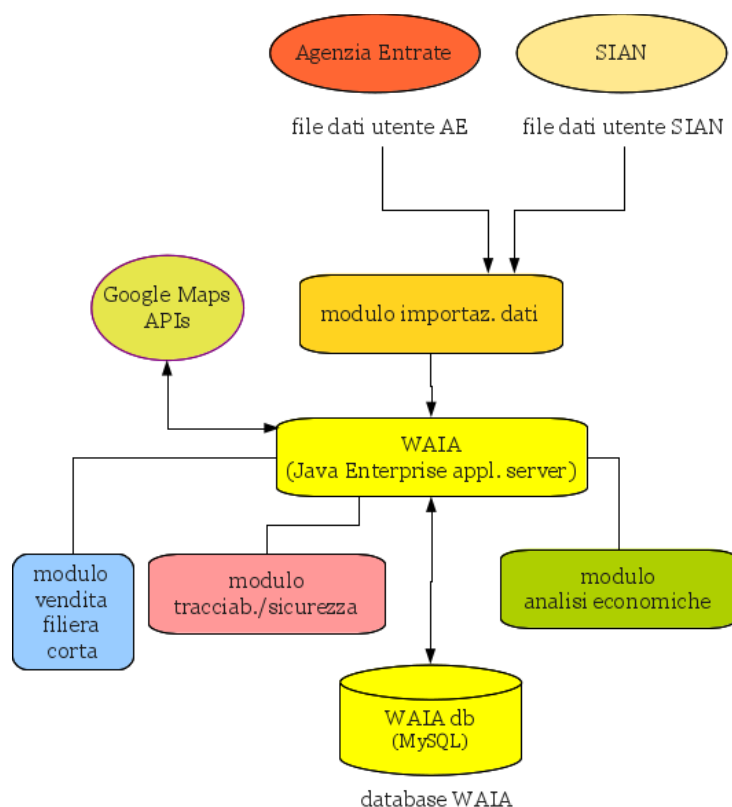 Agenzia Entrate
SIAN
file dati utente AE
file dati utente SIAN
Google Maps
APIs
modulo importaz. dati
WAIA
(Java Enterprise appl. server)
modulo
vendita
filiera
corta
modulo
tracciab./sicurezza
modulo
analisi economiche
WAIA db
(MySQL)
database WAIA